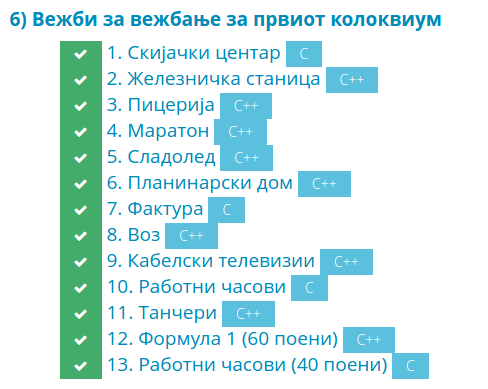 6) Вежби за вежбање за првиот колоквиум
1. Скијачки центар C
2. Железничка станица C++
3. Пицерија C++
4. Маратон C++
5. Сладолед C++
6. Планинарски дом C++
7. Фактура C
8. Воз C++
9. Кабелски телевизии C++
10. Работни часови C
11. Танчери C++
12. Формула 1 (60 поени) C++
13. Работни часови (40 поени) C